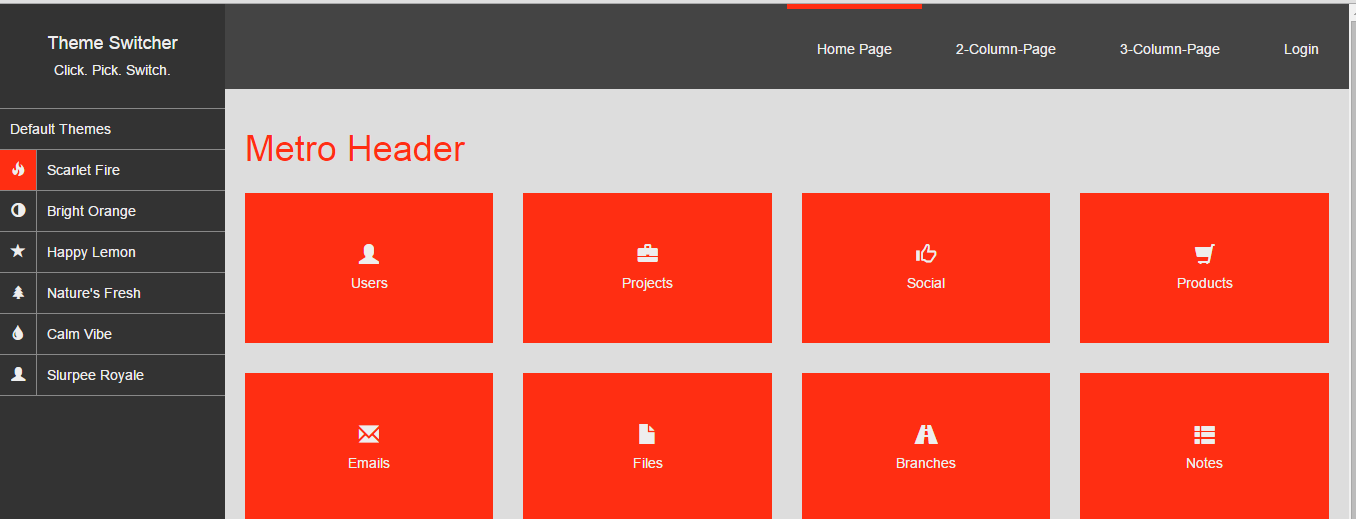 Theme Switcher
Click. Pick. Switch.
Default Themes
Scarlet Fire
Bright Orange
Happy Lemon
Nature's Fresh
Calm Vibe
Slurpee Royale
Home Page 2-Column-Page 3-Column-Page Login
Metro Header
Users Projects Social Products
Emails Files Branches Notes